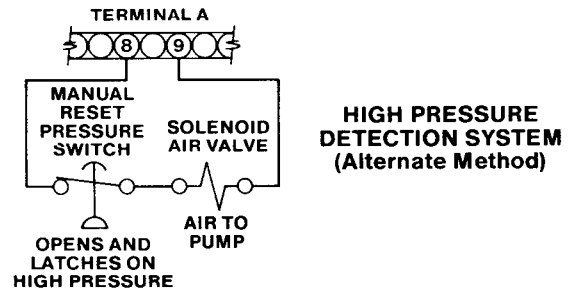 TERMINAL A
8 9
MANUAL
RESET
PRESSURE
SWITCH
SOLENOID
AIR VALVE
AIR TO
PUMP
OPENS AND
LATCHES ON
HIGH PRESSURE
HIGH PRESSURE
DETECTION SYSTEM
(Alternate Method)